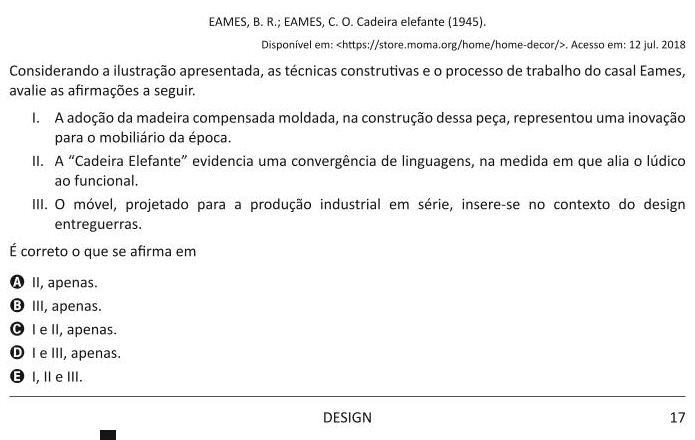 EAMES, B. R.; EAMES, C. O. Cadeira elefante (1945).
Disponível em: <https://store.moma.org/home/home-decor/>. Acesso em: 12 jul. 2018
Considerando a ilustração apresentada, as técnicas construtivas e o processo de trabalho do casal Eames,
avalie as afirmações a seguir.
I. A adoção da madeira compensada moldada, na construção dessa peça, representou uma inovação
para o mobiliário da época.
II. A “Cadeira Elefante” evidencia uma convergência de linguagens, na medida em que alia o lúdico
ao funcional.
III. O móvel, projetado para a produção industrial em série, insere-se no contexto do design
entreguerras.
É correto o que se afirma em
A II, apenas.
B III, apenas.
C I e II, apenas.
D I e III, apenas.
E I, II e III.
DESIGN 17